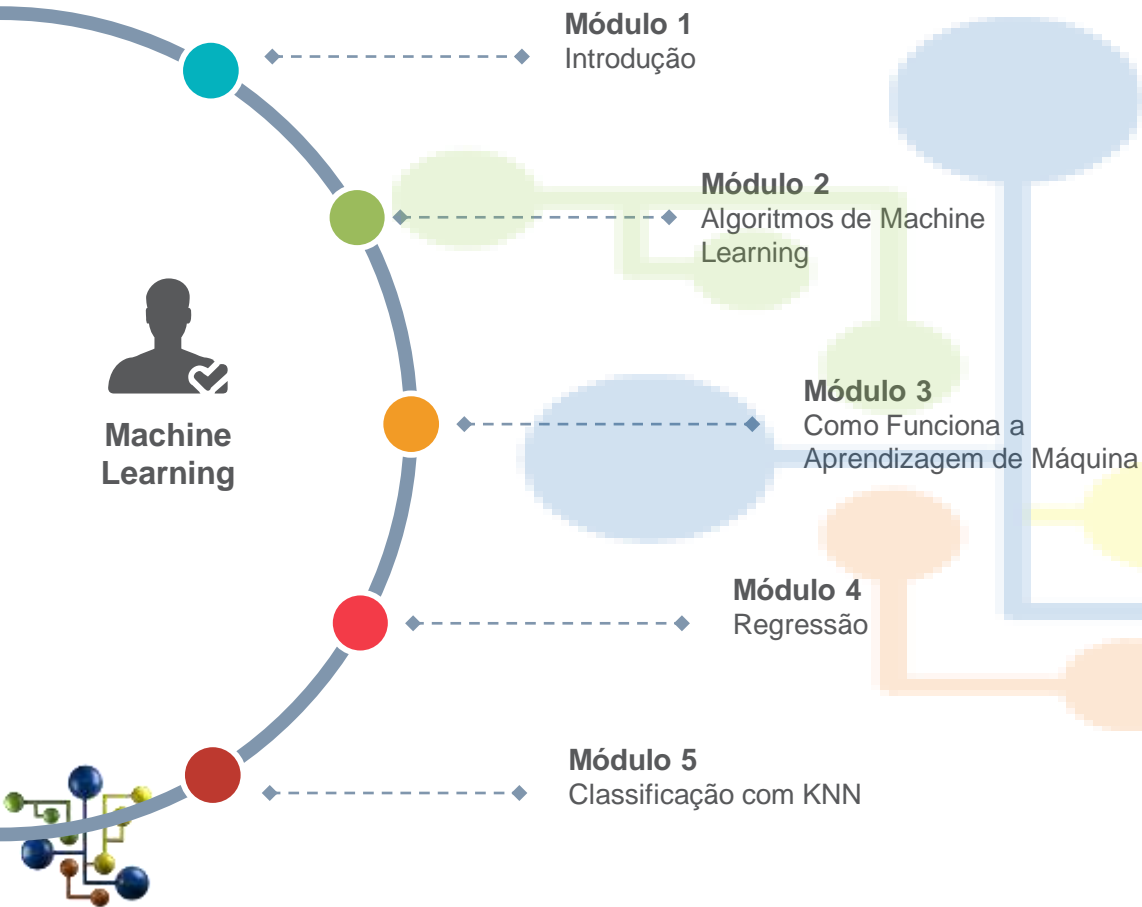 Módulo 1
Introdução
Módulo 2
Algoritmos de Machine
Learning
Machine
Learning
Módulo 3
Como Funciona a
Aprendizagem de Máquina
Módulo 4
Regressão
Módulo 5
Classificação com KNN